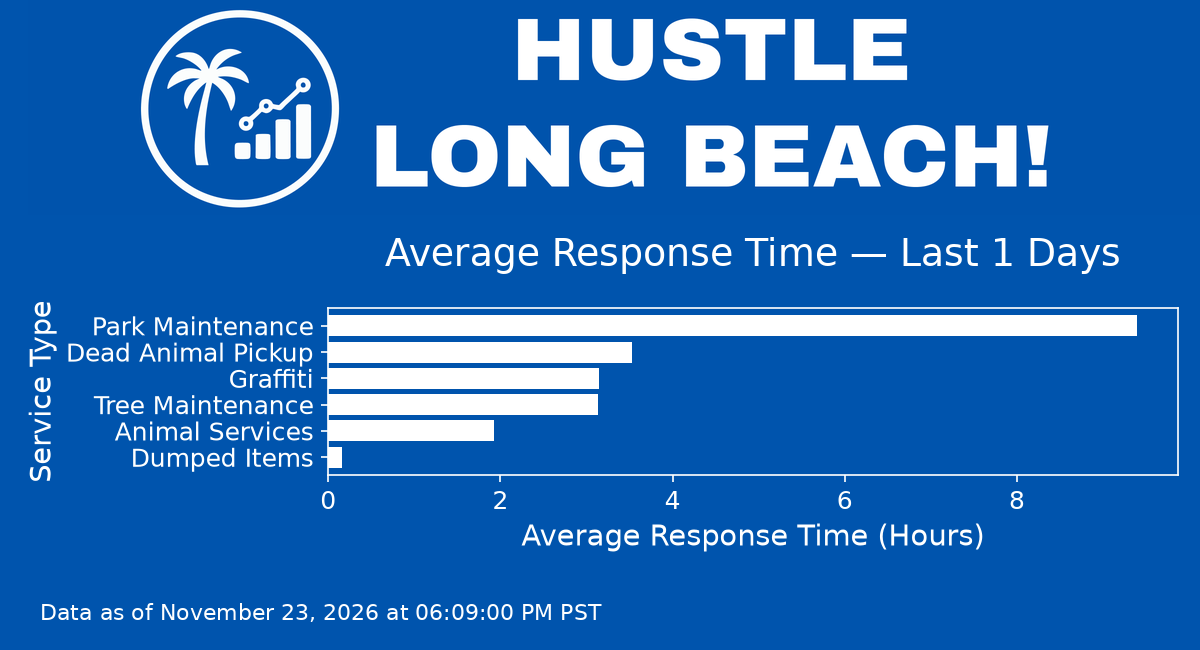 HUSTLE
LONG BEACH!
Average Response Time — Last 1 Days
Service Type
Park Maintenance
Dead Animal Pickup
Graffiti
Tree Maintenance
Animal Services
Dumped Items
0 2 4 6 8
Average Response Time (Hours)
Data as of November 23, 2026 at 06:09:00 PM PST